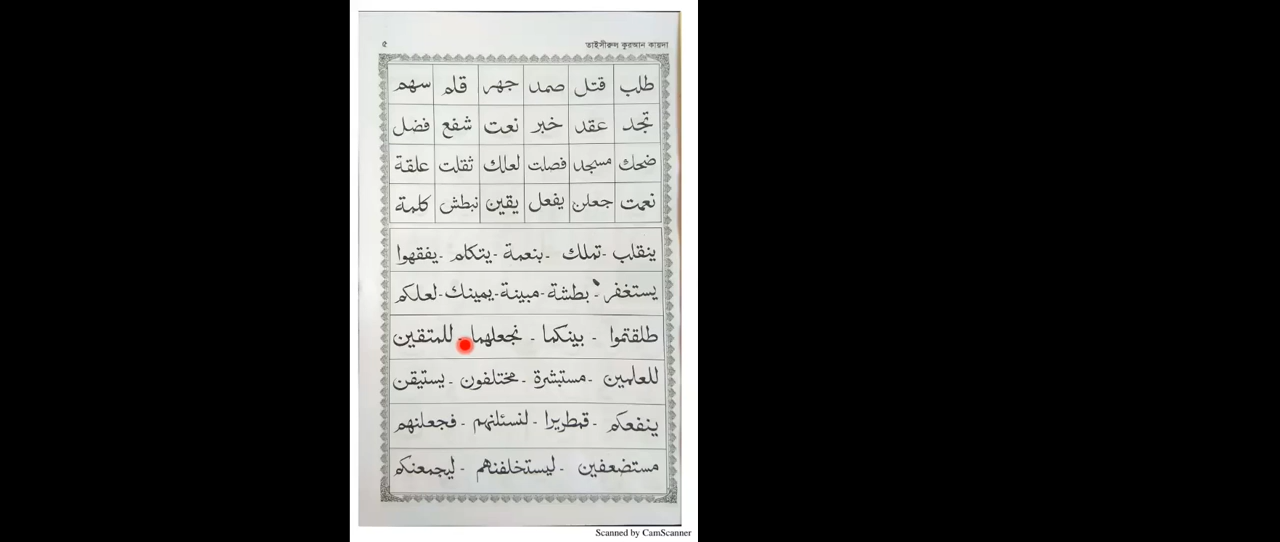 তাইসীরুল কুরআন কায়দা ৫
طلب قتل صمد جهر قلم سهم
تجد عقد خبر نعت شفع فضل
ضحك مسجد فصلت لعلك ثقلت علقة
نعمت جعلن يفعل يقين نبطش كلمة
ينقلب - تملك - بنعمة - يتكلم - يفقهوا
يستغفر - بطشة - مبينة - يمينك - لعلكم
طلقتموا - بينكما - نجعلهما - للمتقين
للعلمين - مستبشرة - مختلفون - يستيقن
ينفعكم - قمطريرا - لنسئلنهم - فجعلنهم
مستضعفين - ليستخلفنهم - ليجمعنكم
Scanned by CamScanner